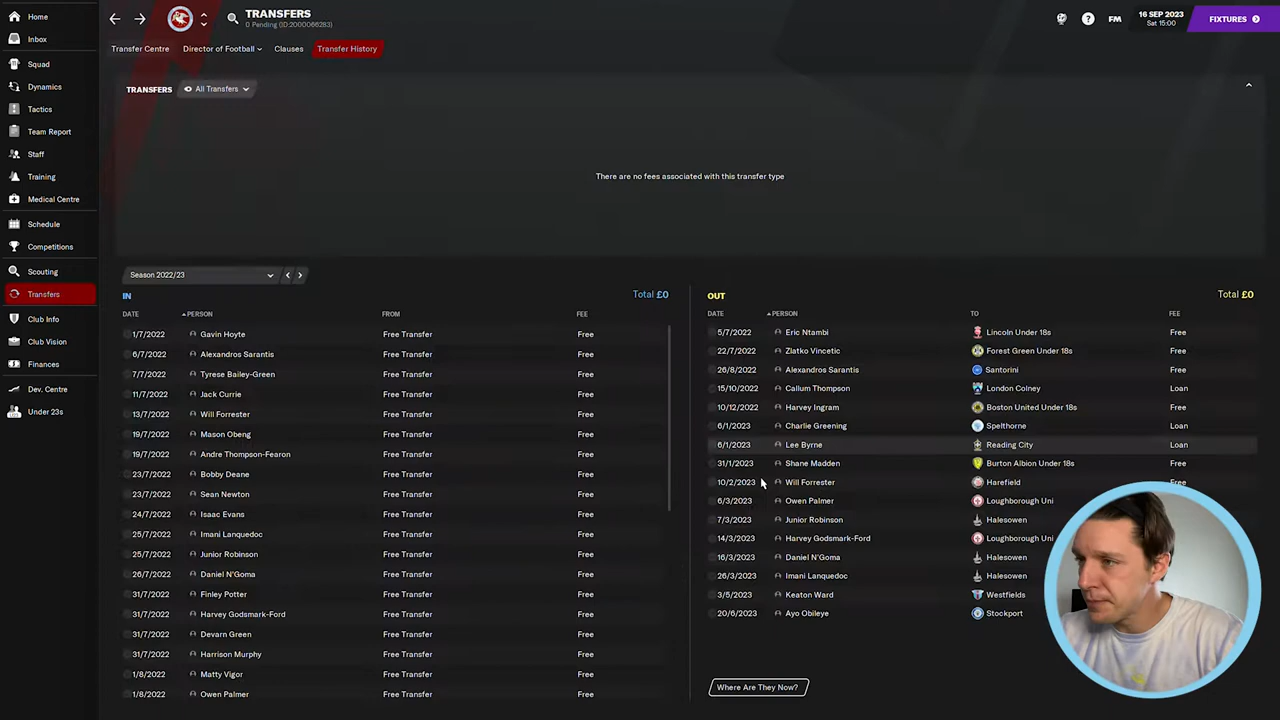 Home
Inbox
Squad
Dynamics
Tactics
Team Report
Staff
Training
Medical Centre
Schedule
Competitions
Scouting
Transfers
Club Info
Club Vision
Finances
Dev. Centre
Under 23s
TRANSFERS
0 Pending (ID:2000066283)
FM
16 SEP 2023
Sat 15:00
FIXTURES
Transfer Centre Director of Football Clauses Transfer History
TRANSFERS All Transfers
There are no fees associated with this transfer type
Season 2022/23
IN Total £0
DATE PERSON FROM FEE
1/7/2022 Gavin Hoyte Free Transfer Free
6/7/2022 Alexandros Sarantis Free Transfer Free
7/7/2022 Tyrese Bailey-Green Free Transfer Free
11/7/2022 Jack Currie Free Transfer Free
13/7/2022 Will Forrester Free Transfer Free
19/7/2022 Mason Obeng Free Transfer Free
19/7/2022 Andre Thompson-Fearon Free Transfer Free
23/7/2022 Bobby Deane Free Transfer Free
23/7/2022 Sean Newton Free Transfer Free
24/7/2022 Isaac Evans Free Transfer Free
25/7/2022 Imani Lanquedoc Free Transfer Free
25/7/2022 Junior Robinson Free Transfer Free
26/7/2022 Daniel N'Goma Free Transfer Free
31/7/2022 Finley Potter Free Transfer Free
31/7/2022 Harvey Godsmark-Ford Free Transfer Free
31/7/2022 Devarn Green Free Transfer Free
31/7/2022 Harrison Murphy Free Transfer Free
1/8/2022 Matty Vigor Free Transfer Free
1/8/2022 Owen Palmer Free Transfer Free
OUT Total £0
DATE PERSON TO FEE
5/7/2022 Eric Ntambi Lincoln Under 18s Free
22/7/2022 Zlatko Vincetic Forest Green Under 18s Free
26/8/2022 Alexandros Sarantis Santorini Free
15/10/2022 Callum Thompson London Colney Loan
10/12/2022 Harvey Ingram Boston United Under 18s Free
6/1/2023 Charlie Greening Spelthorne Loan
6/1/2023 Lee Byrne Reading City Loan
31/1/2023 Shane Madden Burton Albion Under 18s Free
10/2/2023 Will Forrester Harefield Free
6/3/2023 Owen Palmer Loughborough Uni
7/3/2023 Junior Robinson Halesowen
14/3/2023 Harvey Godsmark-Ford Loughborough Uni
16/3/2023 Daniel N'Goma Halesowen
26/3/2023 Imani Lanquedoc Halesowen
3/5/2023 Keaton Ward Westfields
20/6/2023 Ayo Obileye Stockport
Where Are They Now?